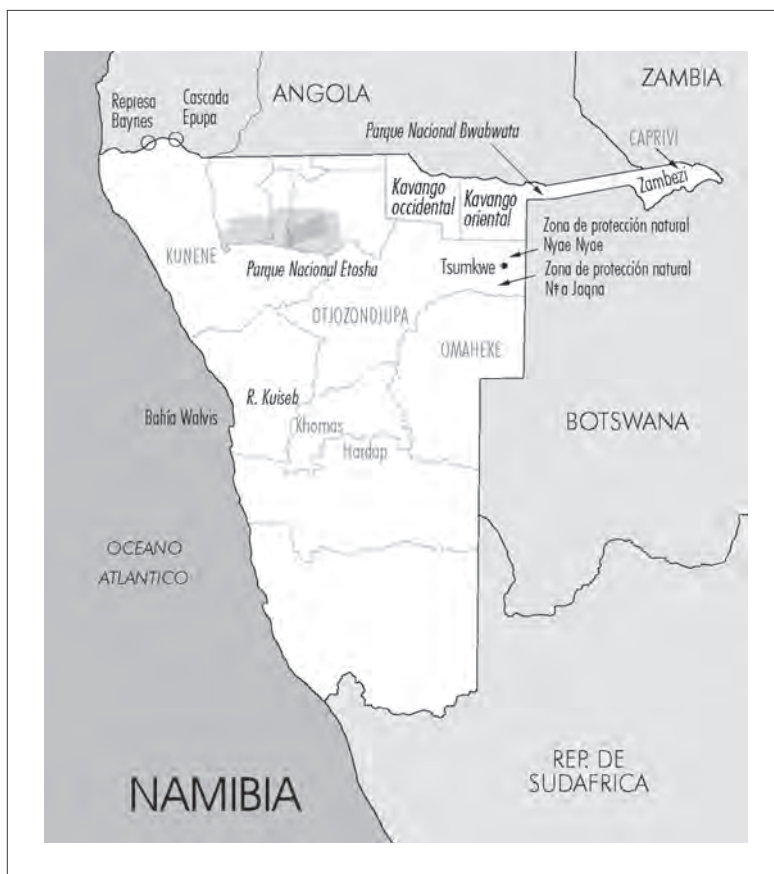 ANGOLA
ZAMBIA
Represa
Baynes
Cascada
Epupa
Parque Nacional Bwabwata
CAPRIVI
Zambezi
Kavango
occidental
Kavango
oriental
Zona de protección natural
Nyae Nyae
KUNENE
Parque Nacional Etosha
Tsumkwe
Zona de protección natural
Nǂa Jaqna
OTJOZONDJUPA
OMAHEKE
R. Kuiseb
Bahía Walvis
Khomas
Hardap
BOTSWANA
OCEANO
ATLANTICO
REP. DE
SUDAFRICA
NAMIBIA